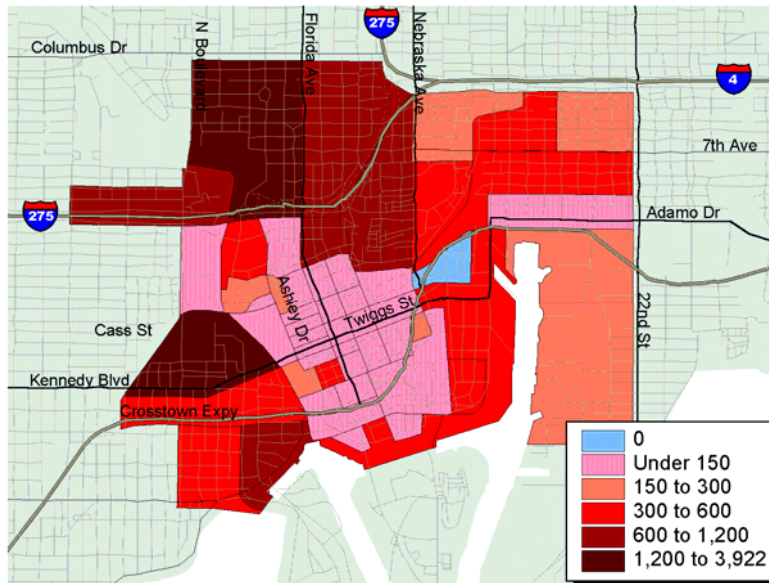 275
Columbus Dr
N Boulevard
Florida Ave
Nebraska Ave
4
7th Ave
275
Adamo Dr
Ashley Dr
Cass St
Twiggs St
22nd St
Kennedy Blvd
Crosstown Expy
0
Under 150
150 to 300
300 to 600
600 to 1,200
1,200 to 3,922